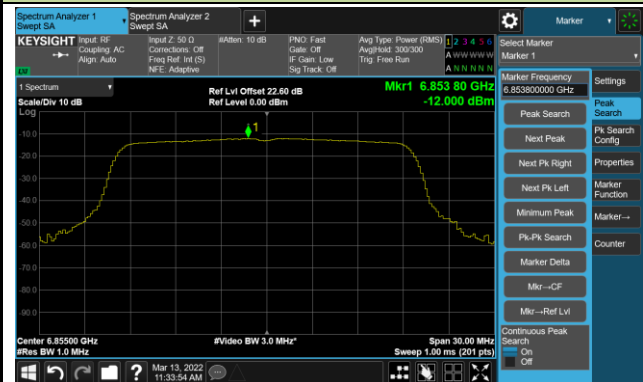 Spectrum Analyzer 1
Swept SA
Spectrum Analyzer 2
Swept SA
+
Marker
KEYSIGHT
Input: RF
Coupling: AC
Align: Auto
Input Z: 50 Ω
Corrections: Off
Freq Ref: Int (S)
NFE: Adaptive
#Atten: 10 dB
PNO: Fast
Gate: Off
IF Gain: Low
Sig Track: Off
Avg Type: Power (RMS)
Avg|Hold: 300/300
Trig: Free Run
1 2 3 4 5 6
A W W W W W
A N N N N N
Select Marker
Marker 1
LXI
1 Spectrum
Scale/Div 10 dB
Log
Ref Lvl Offset 22.60 dB
Ref Level 0.00 dBm
Mkr1 6.853 80 GHz
-12.000 dBm
1
-10.0
-20.0
-30.0
-40.0
-50.0
-60.0
-70.0
-80.0
-90.0
Center 6.85500 GHz
#Res BW 1.0 MHz
#Video BW 3.0 MHz*
Span 30.00 MHz
Sweep 1.00 ms (201 pts)
Marker Frequency
6.853800000 GHz
Peak Search
Next Peak
Next Pk Right
Next Pk Left
Minimum Peak
Pk-Pk Search
Marker Delta
Mkr→CF
Mkr→Ref Lvl
Continuous Peak
Search
On
Off
Settings
Peak
Search
Pk Search
Config
Properties
Marker
Function
Marker→
Counter
?
Mar 13, 2022
11:33:54 AM